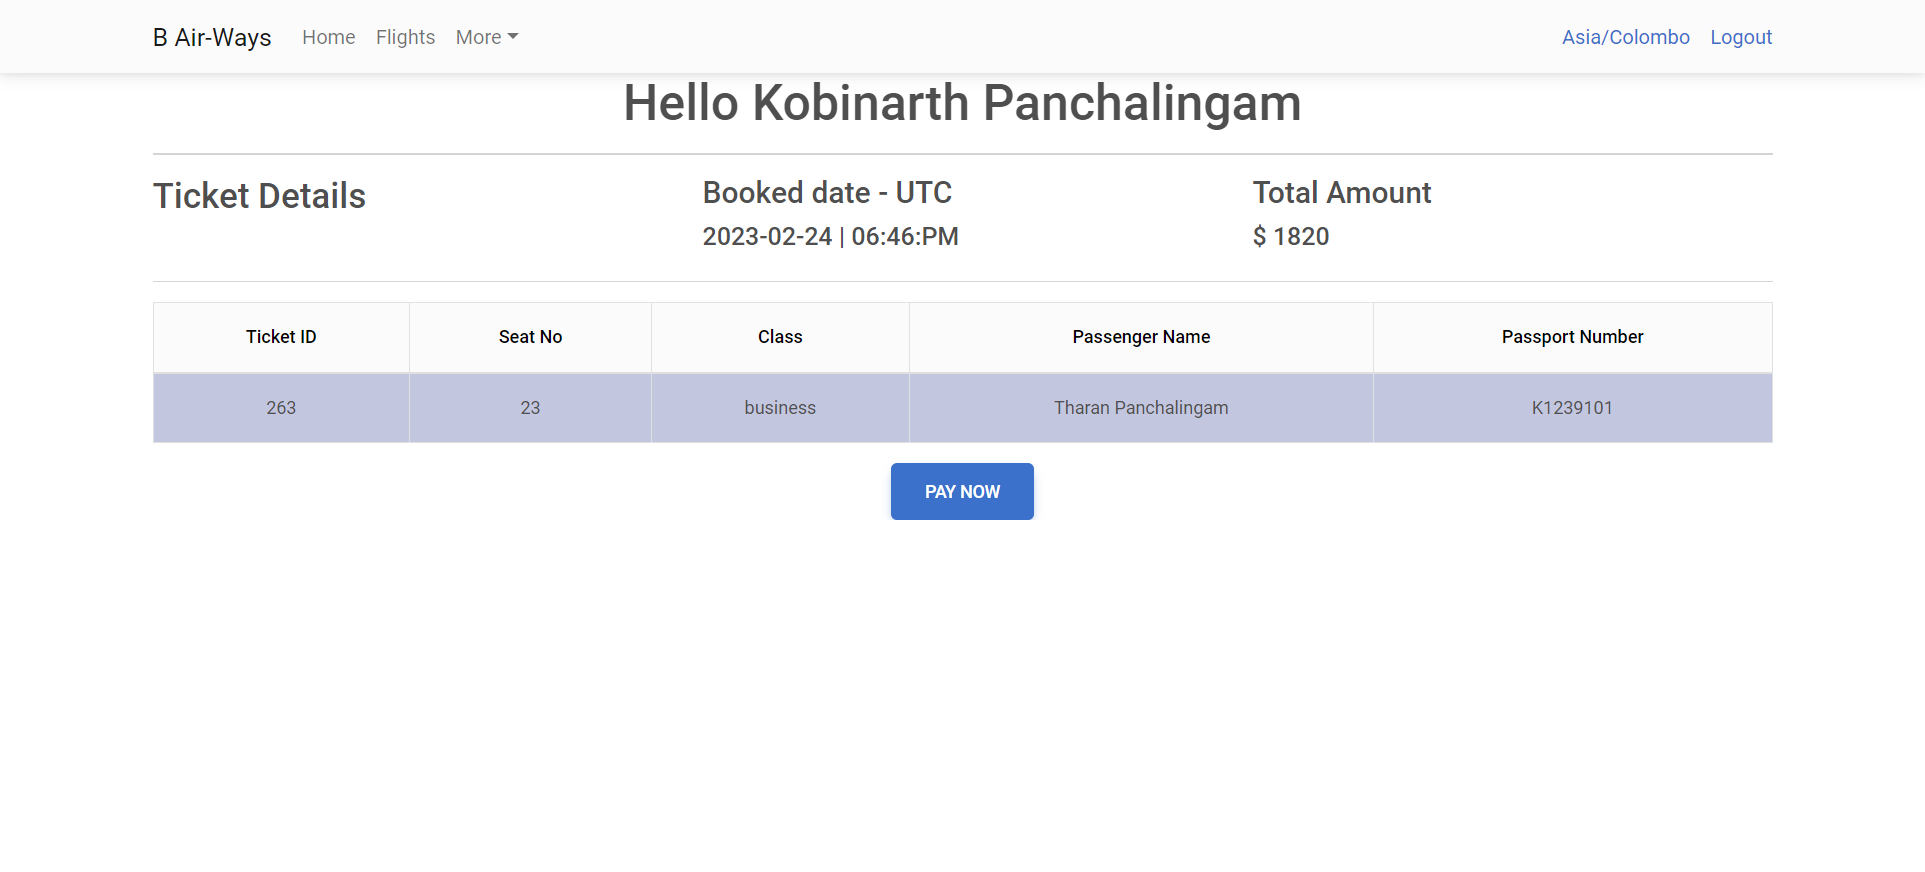 B Air-Ways Home Flights More Asia/Colombo Logout
Hello Kobinarth Panchalingam
Ticket Details
Booked date - UTC
2023-02-24 | 06:46:PM
Total Amount
$ 1820
Ticket ID Seat No Class Passenger Name Passport Number
263 23 business Tharan Panchalingam K1239101
PAY NOW